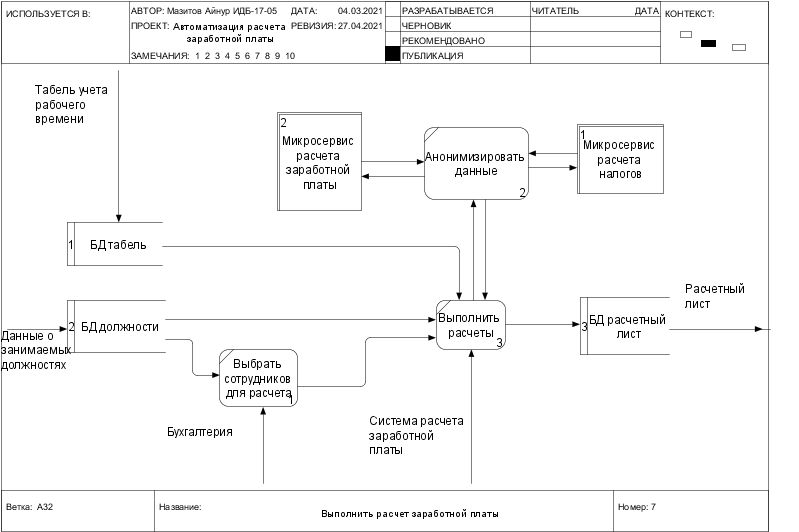 ИСПОЛЬЗУЕТСЯ В:
АВТОР: Мазитов Айнур ИДБ-17-05 ДАТА: 04.03.2021
ПРОЕКТ: Автоматизация расчета заработной платы
РЕВИЗИЯ: 27.04.2021
ЗАМЕЧАНИЯ: 1 2 3 4 5 6 7 8 9 10
РАЗРАБАТЫВАЕТСЯ
ЧЕРНОВИК
РЕКОМЕНДОВАНО
ПУБЛИКАЦИЯ
ЧИТАТЕЛЬ ДАТА
КОНТЕКСТ:
Табель учета
рабочего
времени
2
Микросервис
расчета
заработной
платы
Анонимизировать
данные
2
1
Микросервис
расчета
налогов
1 БД табель
2 БД должности
Данные о
занимаемых
должностях
Выбрать
сотрудников
для расчета
1
Выполнить
расчеты
3
БД расчетный
лист
3
Расчетный
лист
Бухгалтерия
Система расчета
заработной
платы
Ветка: А32
Название:
Выполнить расчет заработной платы
Номер: 7